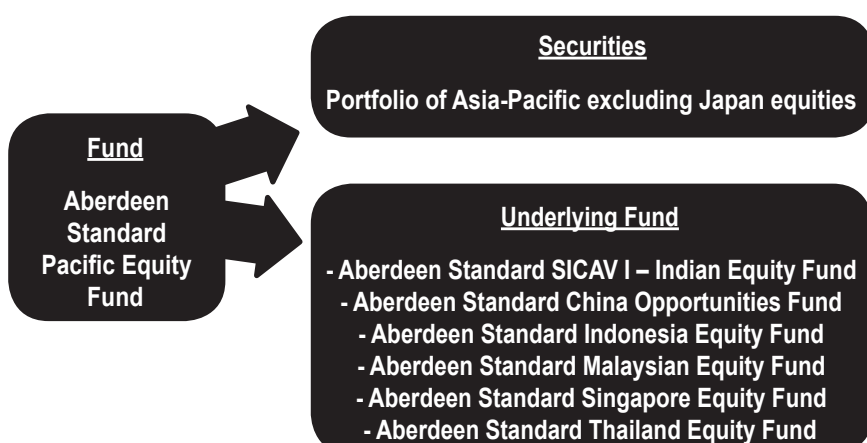 Fund
Aberdeen
Standard
Pacific Equity
Fund
Securities
Portfolio of Asia-Pacific excluding Japan equities
Underlying Fund
- Aberdeen Standard SICAV I – Indian Equity Fund
- Aberdeen Standard China Opportunities Fund
- Aberdeen Standard Indonesia Equity Fund
- Aberdeen Standard Malaysian Equity Fund
- Aberdeen Standard Singapore Equity Fund
- Aberdeen Standard Thailand Equity Fund